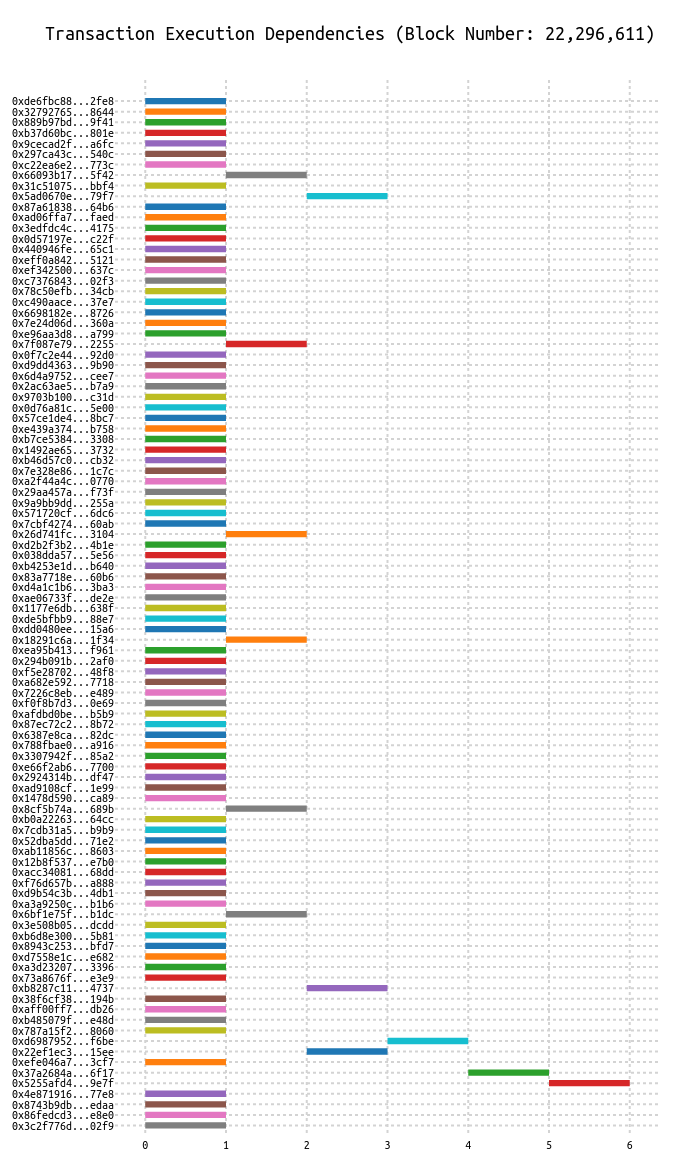 Transaction Execution Dependencies (Block Number: 22,296,611)
0xde6fbc88...2fe8
0x32792765...8644
0x889b97bd...9f41
0xb37d60bc...801e
0x9cecad2f...a6fc
0x297ca43c...540c
0xc22ea6e2...773c
0x66093b17...5f42
0x31c51075...bbf4
0x5ad0670e...79f7
0x87a61838...64b6
0xad06ffa7...faed
0x3edfdc4c...4175
0x0d57197e...c22f
0x440946fe...65c1
0xeff0a842...5121
0xef342500...637c
0xc7376843...02f3
0x78c50efb...34cb
0xc490aace...37e7
0x6698182e...8726
0x7e24d06d...360a
0xe96aa3d8...a799
0x7f087e79...2255
0x0f7c2e44...92d0
0xd9dd4363...9b90
0x6d4a9752...cee7
0x2ac63ae5...b7a9
0x9703b100...c31d
0x0d76a81c...5e00
0x57ce1de4...8bc7
0xe439a374...b758
0xb7ce5384...3308
0x1492ae65...3732
0xb46d57c0...cb32
0x7e328e86...1c7c
0xa2f44a4c...0770
0x29aa457a...f73f
0x9a9bb9dd...255a
0x571720cf...6dc6
0x7cbf4274...60ab
0x26d741fc...3104
0xd2b2f3b2...4b1e
0x038dda57...5e56
0xb4253e1d...b640
0x83a7718e...60b6
0xd4a1c1b6...3ba3
0xae06733f...de2e
0x1177e6db...638f
0xde5bfbb9...88e7
0xdd0480ee...15a6
0x18291c6a...1f34
0xea95b413...f961
0x294b091b...2af0
0xf5e28702...48f8
0xa682e592...7718
0x7226c8eb...e489
0xf0f8b7d3...0e69
0xafdbd0be...b5b9
0x87ec72c2...8b72
0x6387e8ca...82dc
0x788fbae0...a916
0x3307942f...85a2
0xe66f2ab6...7700
0x2924314b...df47
0xad9108cf...1e99
0x1478d590...ca89
0x8cf5b74a...689b
0xb0a22263...64cc
0x7cdb31a5...b9b9
0x52dba5dd...71e2
0xab11856c...8603
0x12b8f537...e7b0
0xacc34081...68dd
0xf76d657b...a888
0xd9b54c3b...4db1
0xa3a9250c...b1b6
0x6bf1e75f...b1dc
0x3e508b05...dcdd
0xb6d8e300...5b81
0x8943c253...bfd7
0xd7558e1c...e682
0xa3d23207...3396
0x73a8676f...e3e9
0xb8287c11...4737
0x38f6cf38...194b
0xaff00ff7...db26
0xb485079f...e48d
0x787a15f2...8060
0xd6987952...f6be
0x22ef1ec3...15ee
0xefe046a7...3cf7
0x37a2684a...6f17
0x5255afd4...9e7f
0x4e871916...77e8
0x8743b9db...edaa
0x86fedcd3...e8e0
0x3c2f776d...02f9
0 1 2 3 4 5 6